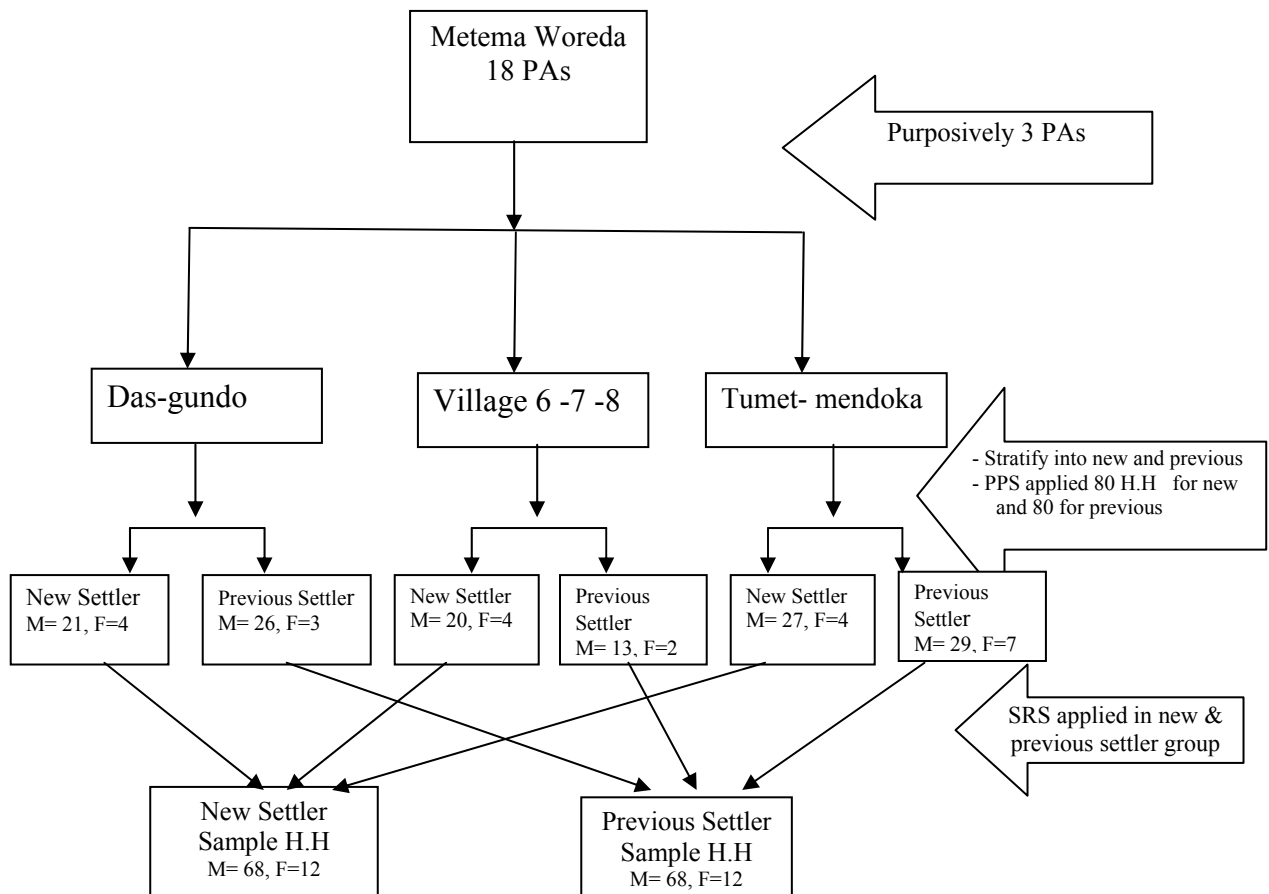 Metema Woreda
18 PAs
Purposively 3 PAs
Das-gundo
Village 6 -7 -8
Tumet- mendoka
- Stratify into new and previous
- PPS applied 80 H.H for new
and 80 for previous
New Settler
M= 21, F=4
Previous Settler
M= 26, F=3
New Settler
M= 20, F=4
Previous
Settler
M= 13, F=2
New Settler
M= 27, F=4
Previous
Settler
M= 29, F=7
SRS applied in new &
previous settler group
New Settler
Sample H.H
M= 68, F=12
Previous Settler
Sample H.H
M= 68, F=12